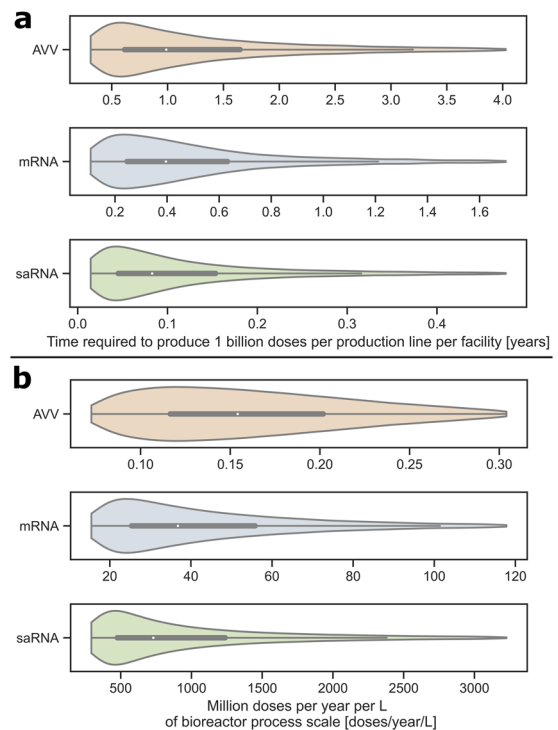 a
AVV
0.5 1.0 1.5 2.0 2.5 3.0 3.5 4.0
mRNA
0.2 0.4 0.6 0.8 1.0 1.2 1.4 1.6
saRNA
0.0 0.1 0.2 0.3 0.4
Time required to produce 1 billion doses per production line per facility [years]
b
AVV
0.10 0.15 0.20 0.25 0.30
mRNA
20 40 60 80 100 120
saRNA
500 1000 1500 2000 2500 3000
Million doses per year per L
of bioreactor process scale [doses/year/L]